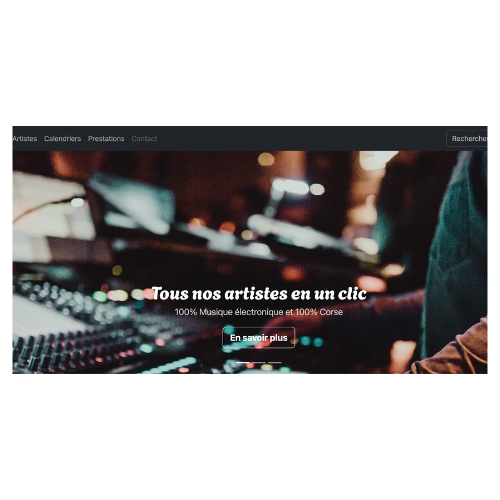 Artistes Calendriers Prestations Contact Recherche
Tous nos artistes en un clic
100% Musique électronique et 100% Corse
En savoir plus